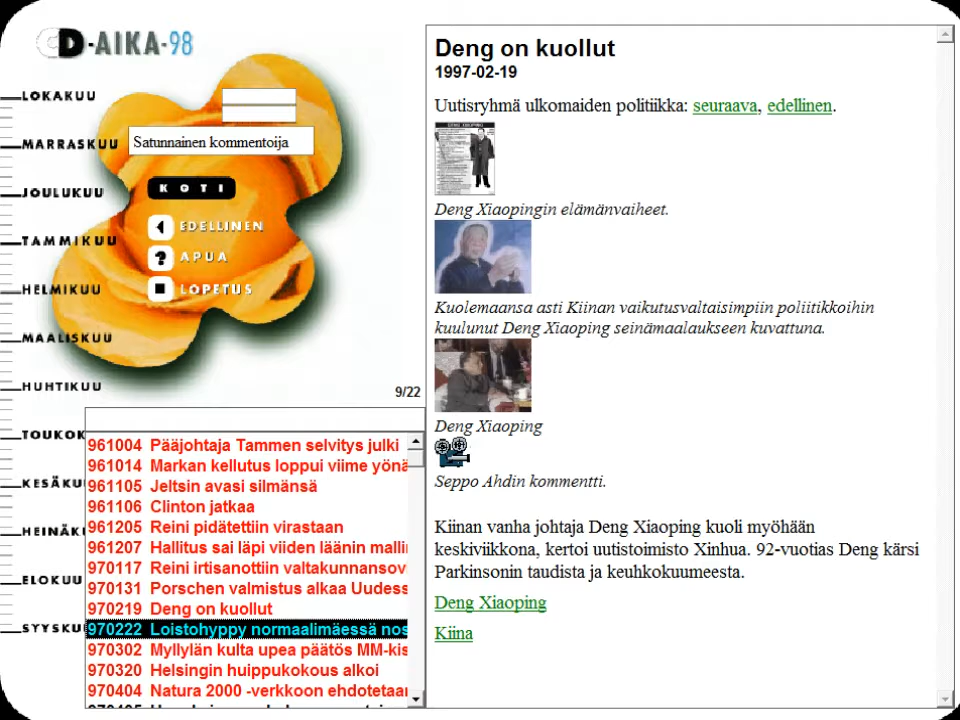 CD-AIKA-98
LOKAKUU
MARRASKUU
JOULUKUU
TAMMIKUU
HELMIKUU
MAALISKUU
HUHTIKUU
TOUKOK
KESÄKU
HEINÄK
ELOKUU
SYYSKU
Satunnainen kommentoija
KOTI
EDELLINEN
? APUA
LOPETUS
9/22
961004 Pääjohtaja Tammen selvitys julki
961014 Markan kellutus loppui viime yönä
961105 Jeltsin avasi silmänsä
961106 Clinton jatkaa
961205 Reini pidätettiin virastaan
961207 Hallitus sai läpi viiden läänin mallin
970117 Reini irtisanottiin valtakunnansov
970131 Porschen valmistus alkaa Uudess
970219 Deng on kuollut
970222 Loistohyppy normaalimäessä nos
970302 Myllylän kulta upea päätös MM-kis
970320 Helsingin huippukokous alkoi
970404 Natura 2000 -verkkoon ehdotetaan
Deng on kuollut
1997-02-19
Uutisryhmä ulkomaiden politiikka: seuraava, edellinen.
DENG XIAOPING
Deng Xiaopingin elämänvaiheet.
Kuolemaansa asti Kiinan vaikutusvaltaisimpiin poliitikkoihin
kuulunut Deng Xiaoping seinämaalaukseen kuvattuna.
Deng Xiaoping
Seppo Ahdin kommentti.
Kiinan vanha johtaja Deng Xiaoping kuoli myöhään
keskiviikkona, kertoi uutistoimisto Xinhua. 92-vuotias Deng kärsi
Parkinsonin taudista ja keuhkokuumeesta.
Deng Xiaoping
Kiina